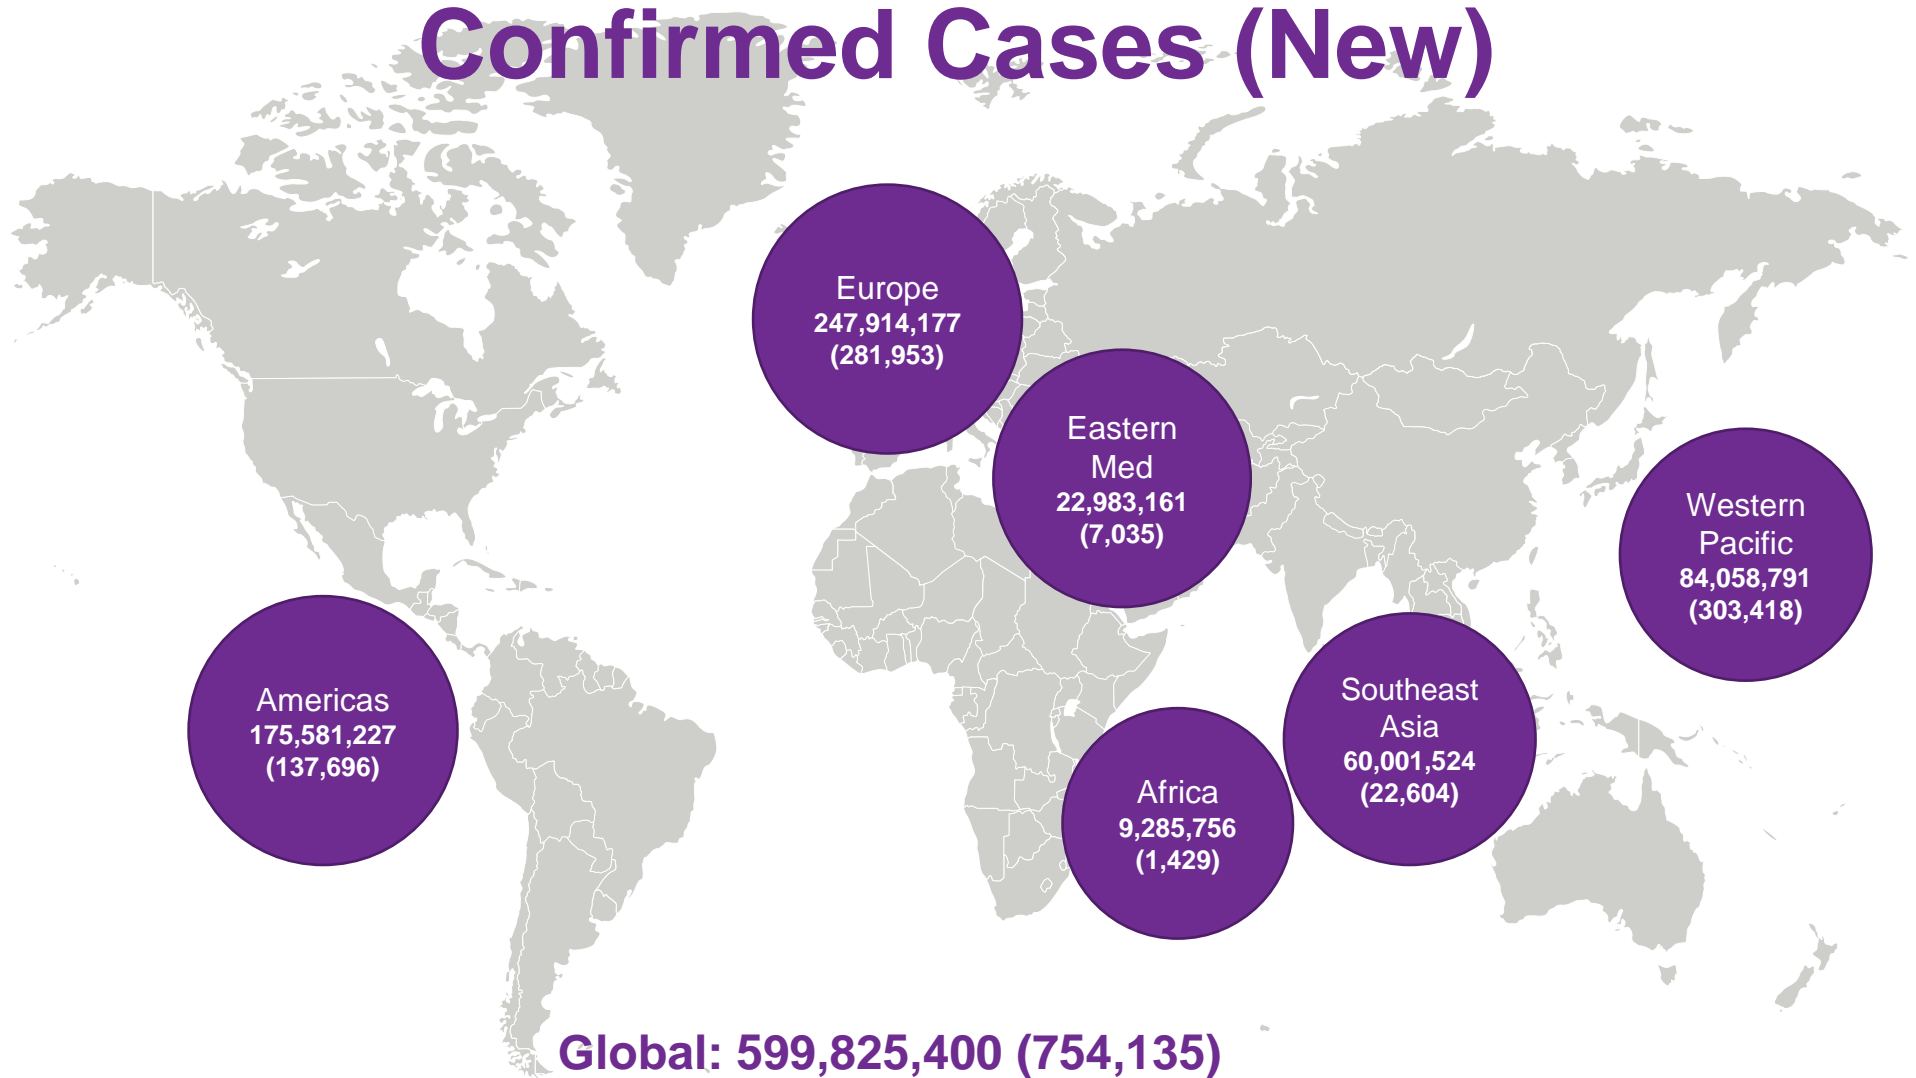 Confirmed Cases (New)
Europe
247,914,177
(281,953)
Eastern
Med
22,983,161
(7,035)
Western
Pacific
84,058,791
(303,418)
Americas
175,581,227
(137,696)
Southeast
Asia
60,001,524
(22,604)
Africa
9,285,756
(1,429)
Global: 599,825,400 (754,135)